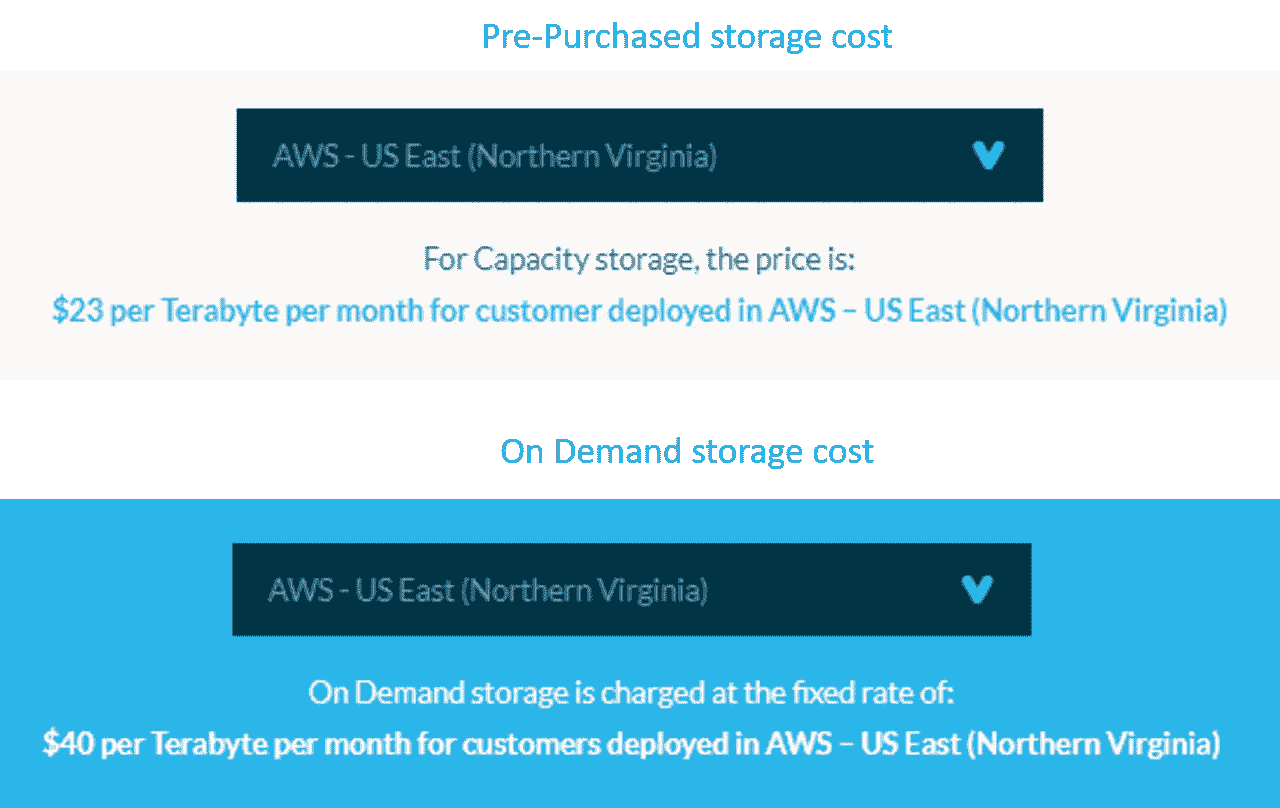 Pre-Purchased storage cost
AWS - US East (Northern Virginia)
For Capacity storage, the price is:
$23 per Terabyte per month for customer deployed in AWS – US East (Northern Virginia)
On Demand storage cost
AWS - US East (Northern Virginia)
On Demand storage is charged at the fixed rate of:
$40 per Terabyte per month for customers deployed in AWS – US East (Northern Virginia)